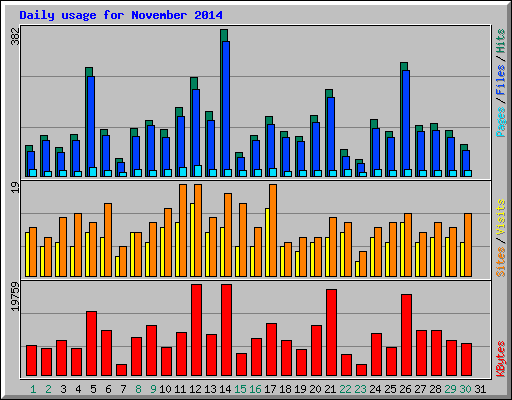 Daily usage for November 2014
382
Pages / Files / Hits
19
Sites / Visits
19759
KBytes
1 2 3 4 5 6 7 8 9 10 11 12 13 14 15 16 17 18 19 20 21 22 23 24 25 26 27 28 29 30 31